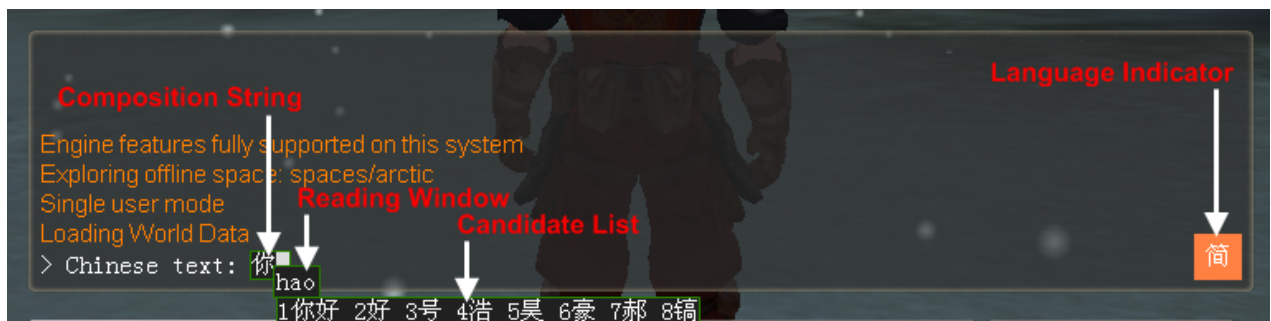 Language Indicator
Composition String
Engine features fully supported on this system
Exploring offline space: spaces/arctic
Reading Window
Single user mode
Candidate List
Loading World Data
> Chinese text: 你
简
hao
1你好 2好 3号 4浩 5昊 6豪 7郝 8镐